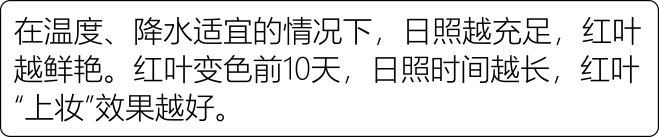 在温度、降水适宜的情况下，日照越充足，红叶
越鲜艳。红叶变色前10天，日照时间越长，红叶
“上妆”效果越好。